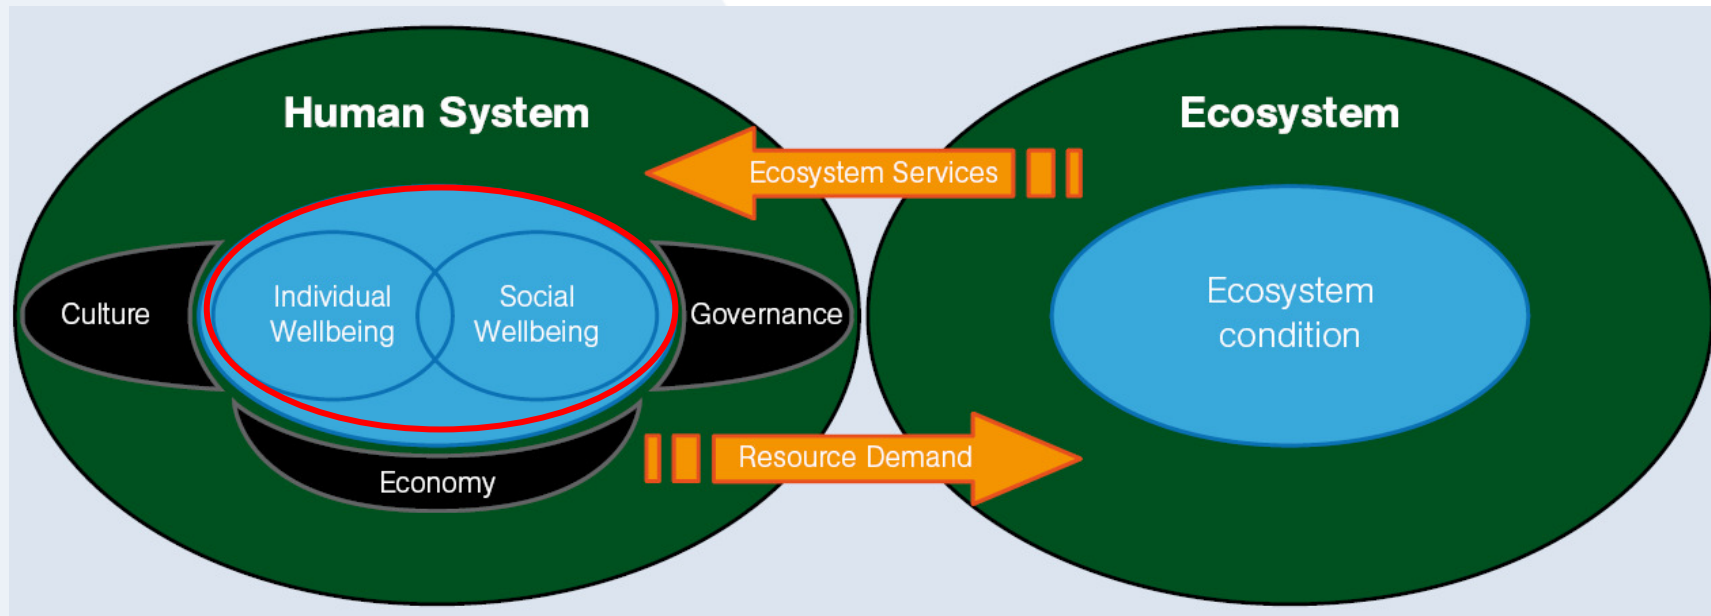 Human System
Ecosystem
Ecosystem Services
Culture
Individual
Wellbeing
Social
Wellbeing
Governance
Ecosystem
condition
Resource Demand
Economy